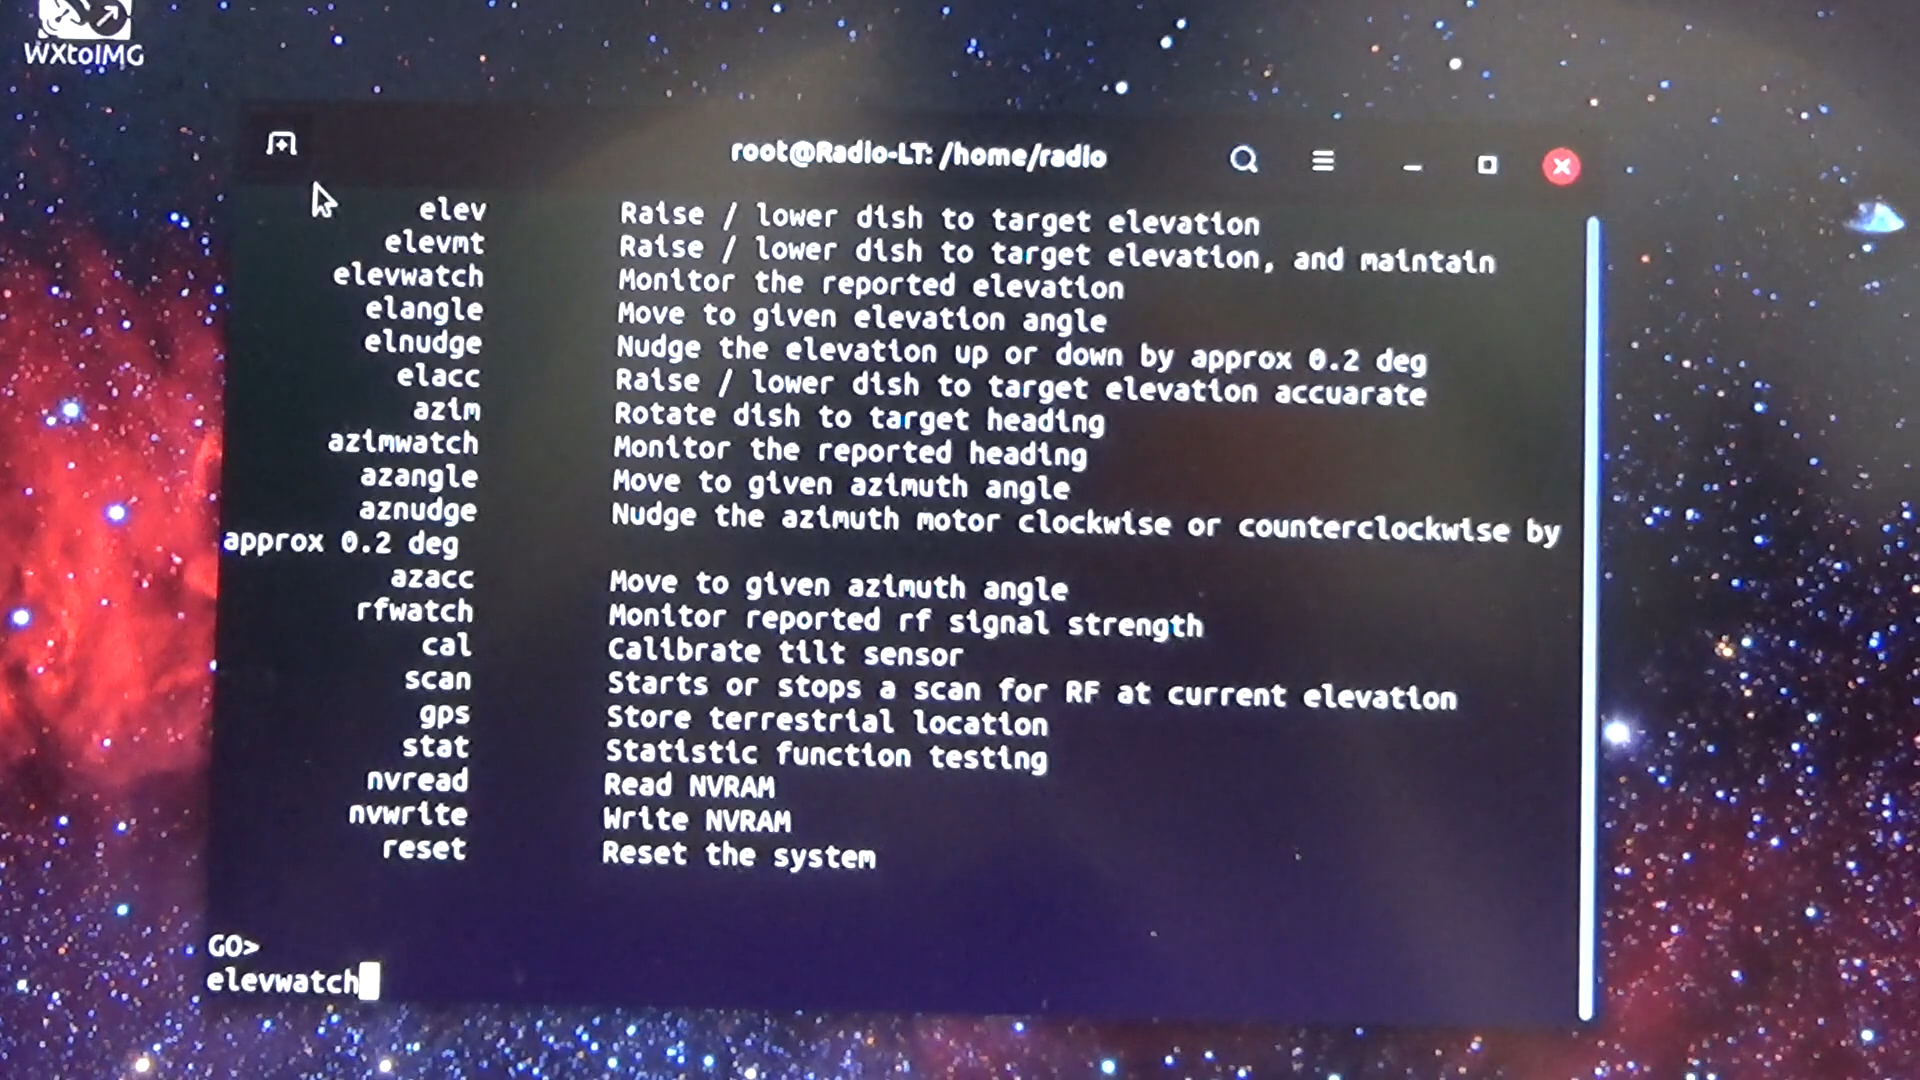 WXtoIMG
root@Radio-LT: /home/radio
elev Raise / lower dish to target elevation
elevmt Raise / lower dish to target elevation, and maintain
elevwatch Monitor the reported elevation
elangle Move to given elevation angle
elnudge Nudge the elevation up or down by approx 0.2 deg
elacc Raise / lower dish to target elevation accuarate
azim Rotate dish to target heading
azimwatch Monitor the reported heading
azangle Move to given azimuth angle
aznudge Nudge the azimuth motor clockwise or counterclockwise by
approx 0.2 deg
azacc Move to given azimuth angle
rfwatch Monitor reported rf signal strength
cal Calibrate tilt sensor
scan Starts or stops a scan for RF at current elevation
gps Store terrestrial location
stat Statistic function testing
nvread Read NVRAM
nvwrite Write NVRAM
reset Reset the system
GO>
elevwatch